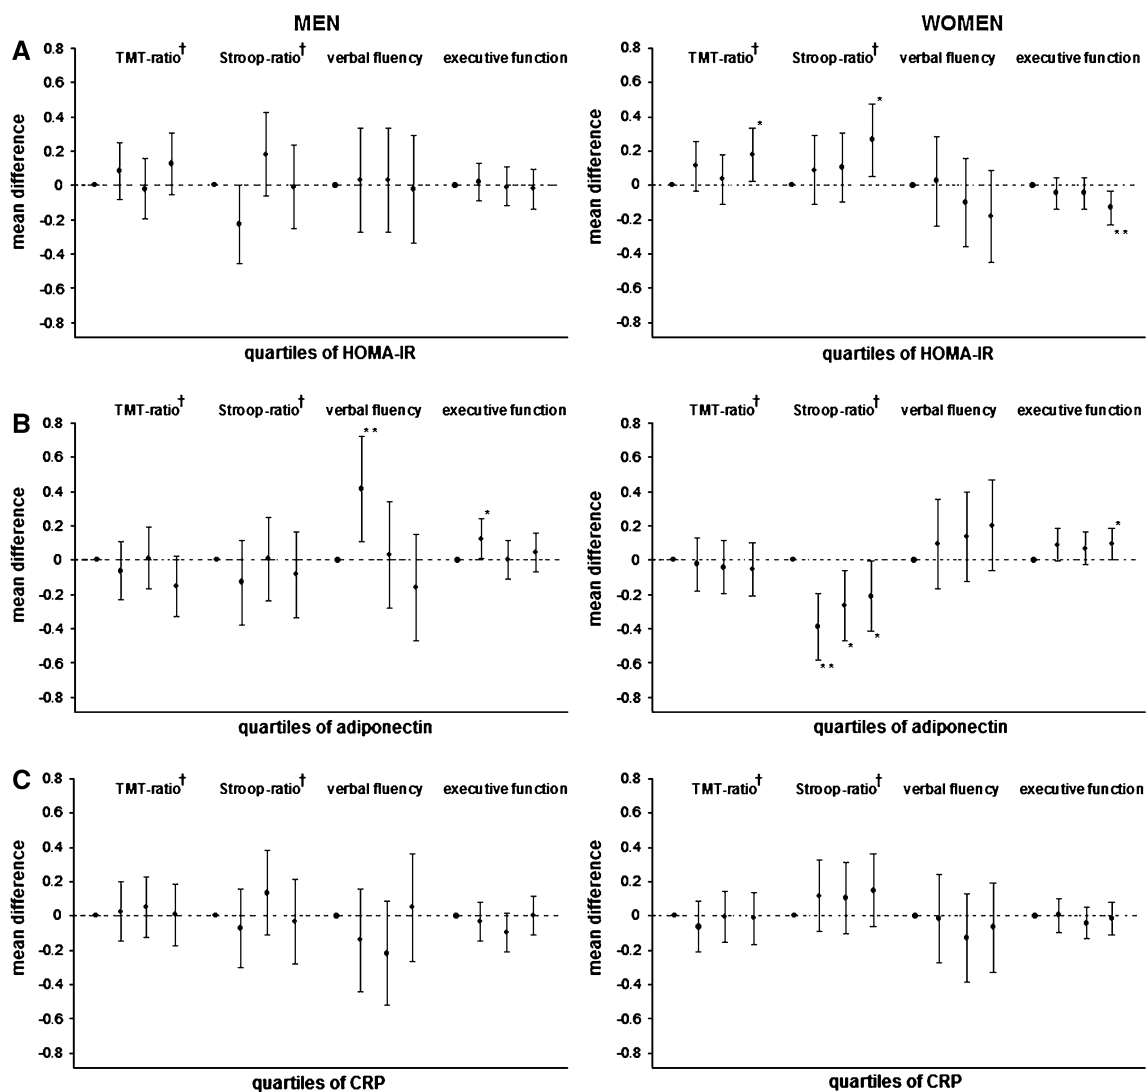 MEN
WOMEN
A
TMT-ratio† Stroop-ratio† verbal fluency executive function
0.8
0.6
0.4
0.2
0
-0.2
-0.4
-0.6
-0.8
mean difference
quartiles of HOMA-IR
*
TMT-ratio† Stroop-ratio† verbal fluency executive function
0.8
0.6
0.4
0.2
0
-0.2
-0.4
-0.6
-0.8
mean difference
*
*
**
quartiles of HOMA-IR
B
TMT-ratio† Stroop-ratio† verbal fluency executive function
0.8
0.6
0.4
0.2
0
-0.2
-0.4
-0.6
-0.8
mean difference
**
*
quartiles of adiponectin
TMT-ratio† Stroop-ratio† verbal fluency executive function
0.8
0.6
0.4
0.2
0
-0.2
-0.4
-0.6
-0.8
mean difference
**
*
*
*
quartiles of adiponectin
C
TMT-ratio† Stroop-ratio† verbal fluency executive function
0.8
0.6
0.4
0.2
0
-0.2
-0.4
-0.6
-0.8
mean difference
quartiles of CRP
TMT-ratio† Stroop-ratio† verbal fluency executive function
0.8
0.6
0.4
0.2
0
-0.2
-0.4
-0.6
-0.8
mean difference
quartiles of CRP